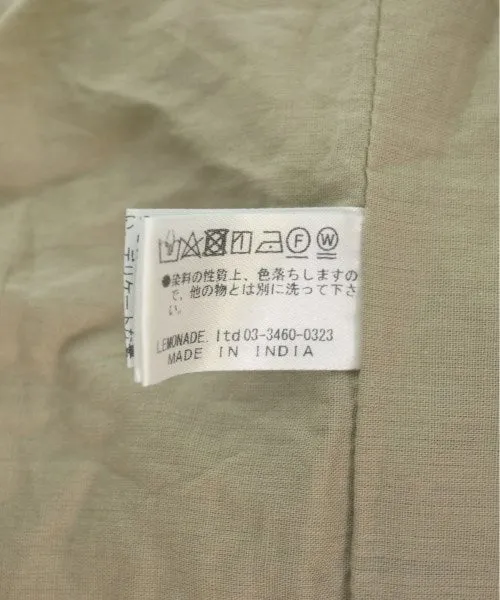 F W
●染料の性質上、色落ちしますの
で、他の物とは別に洗って下さ
い。
LEMONADE. ltd 03-3460-0323
MADE IN INDIA